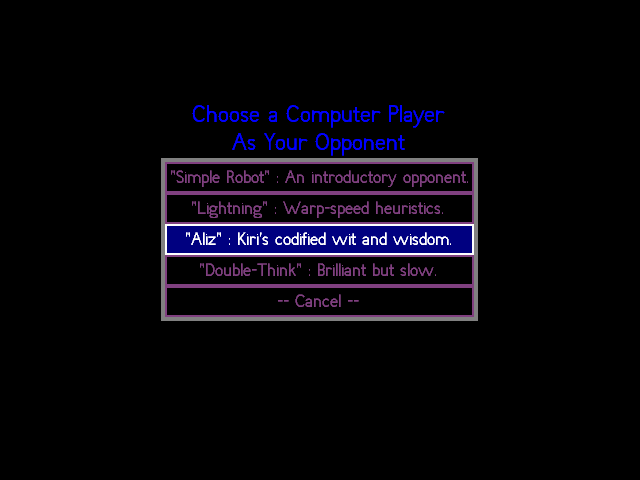 Choose a Computer Player
As Your Opponent
"Simple Robot" : An introductory opponent.
"Lightning" : Warp-speed heuristics.
"Aliz" : Kiri's codified wit and wisdom.
"Double-Think" : Brilliant but slow.
-- Cancel --